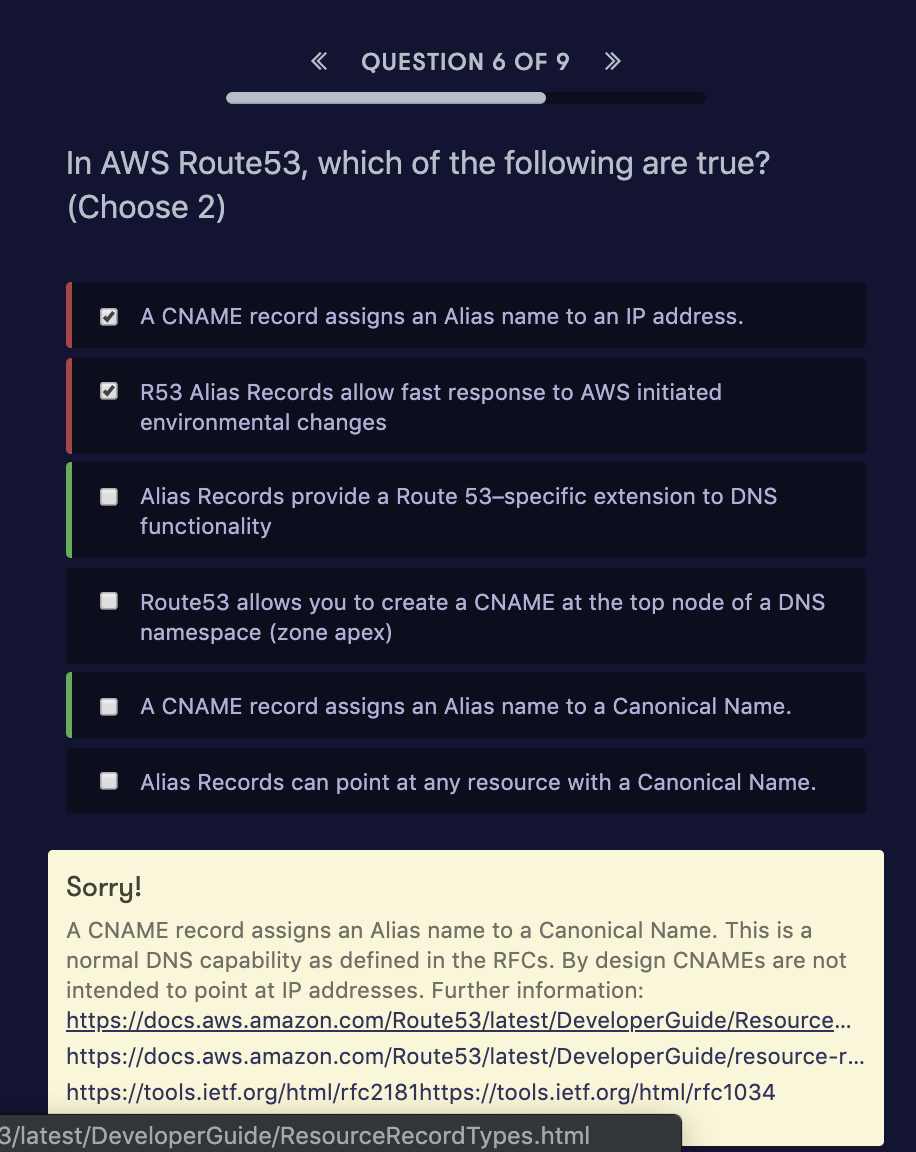 « QUESTION 6 OF 9 »
In AWS Route53, which of the following are true?
(Choose 2)
A CNAME record assigns an Alias name to an IP address.
R53 Alias Records allow fast response to AWS initiated
environmental changes
Alias Records provide a Route 53–specific extension to DNS
functionality
Route53 allows you to create a CNAME at the top node of a DNS
namespace (zone apex)
A CNAME record assigns an Alias name to a Canonical Name.
Alias Records can point at any resource with a Canonical Name.
Sorry!
A CNAME record assigns an Alias name to a Canonical Name. This is a
normal DNS capability as defined in the RFCs. By design CNAMEs are not
intended to point at IP addresses. Further information:
https://docs.aws.amazon.com/Route53/latest/DeveloperGuide/Resource...
https://docs.aws.amazon.com/Route53/latest/DeveloperGuide/resource-r...
https://tools.ietf.org/html/rfc2181https://tools.ietf.org/html/rfc1034
3/latest/DeveloperGuide/ResourceRecordTypes.html